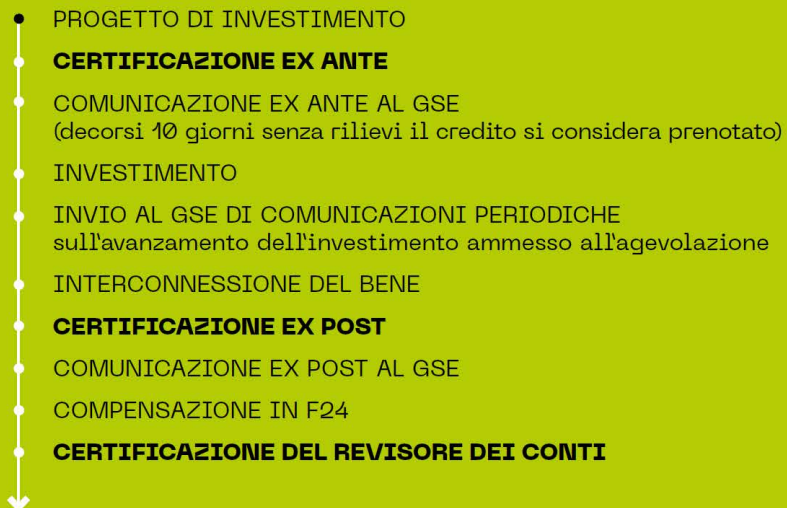 PROGETTO DI INVESTIMENTO
CERTIFICAZIONE EX ANTE
COMUNICAZIONE EX ANTE AL GSE
(decorsi 10 giorni senza rilievi il credito si considera prenotato)
INVESTIMENTO
INVIO AL GSE DI COMUNICAZIONI PERIODICHE
sull'avanzamento dell'investimento ammesso all'agevolazione
INTERCONNESSIONE DEL BENE
CERTIFICAZIONE EX POST
COMUNICAZIONE EX POST AL GSE
COMPENSAZIONE IN F24
CERTIFICAZIONE DEL REVISORE DEI CONTI